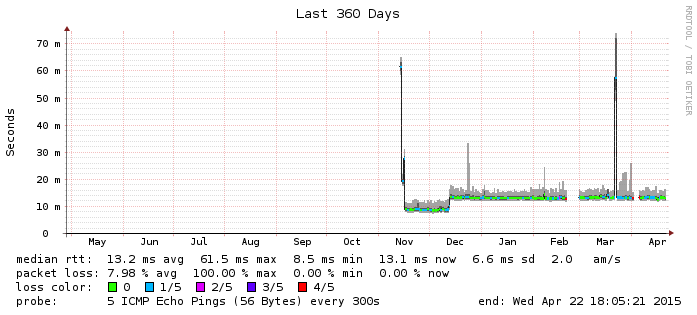 Last 360 Days
RRDTOOL / TOBI OETIKER
Seconds
70 m
60 m
50 m
40 m
30 m
20 m
10 m
0
May Jun Jul Aug Sep Oct Nov Dec Jan Feb Mar Apr
median rtt: 13.2 ms avg 61.5 ms max 8.5 ms min 13.1 ms now 6.6 ms sd 2.0 am/s
packet loss: 7.98 % avg 100.00 % max 0.00 % min 0.00 % now
loss color: 0 1/5 2/5 3/5 4/5
probe: 5 ICMP Echo Pings (56 Bytes) every 300s end: Wed Apr 22 18:05:21 2015